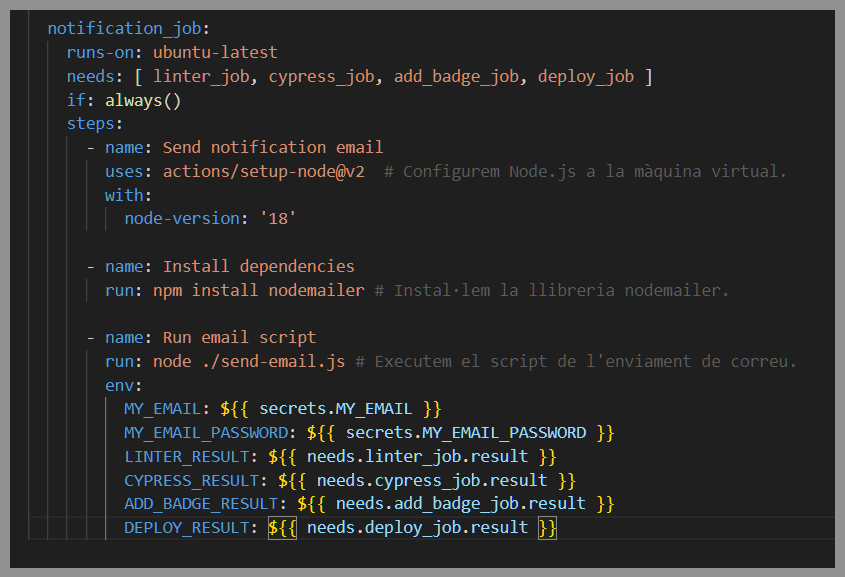 notification_job:
runs-on: ubuntu-latest
needs: [ linter_job, cypress_job, add_badge_job, deploy_job ]
if: always()
steps:
- name: Send notification email
uses: actions/setup-node@v2  # Configurem Node.js a la màquina virtual.
with:
node-version: '18'
- name: Install dependencies
run: npm install nodemailer # Instal·lem la llibreria nodemailer.
- name: Run email script
run: node ./send-email.js # Executem el script de l'enviament de correu.
env:
MY_EMAIL: ${{ secrets.MY_EMAIL }}
MY_EMAIL_PASSWORD: ${{ secrets.MY_EMAIL_PASSWORD }}
LINTER_RESULT: ${{ needs.linter_job.result }}
CYPRESS_RESULT: ${{ needs.cypress_job.result }}
ADD_BADGE_RESULT: ${{ needs.add_badge_job.result }}
DEPLOY_RESULT: ${{ needs.deploy_job.result }}